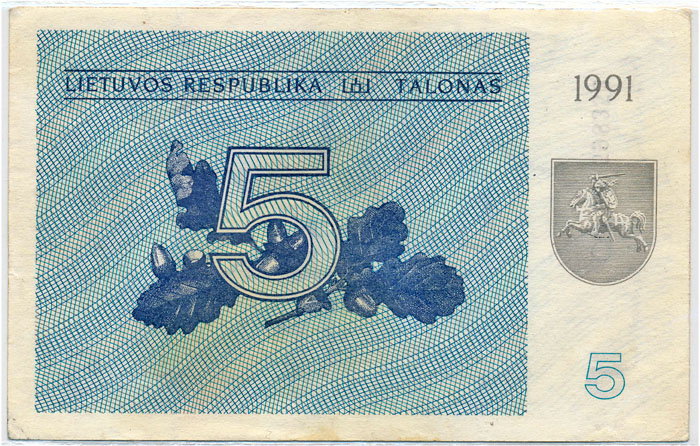 LIETUVOS RESPUBLIKA TALONAS
1991
5
5